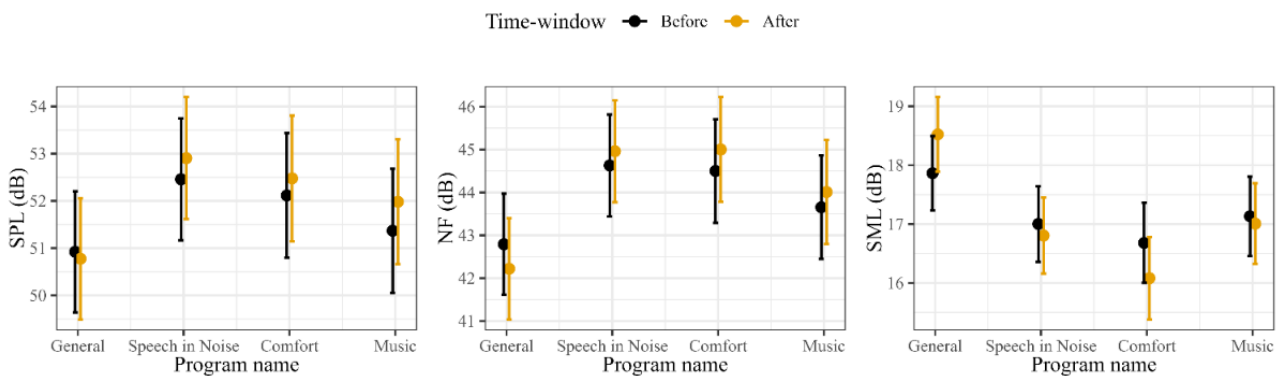 Time-window Before After
SPL (dB)
54
53
52
51
50
General Speech in Noise Comfort Music
Program name
NF (dB)
46
45
44
43
42
41
General Speech in Noise Comfort Music
Program name
SML (dB)
19
18
17
16
General Speech in Noise Comfort Music
Program name